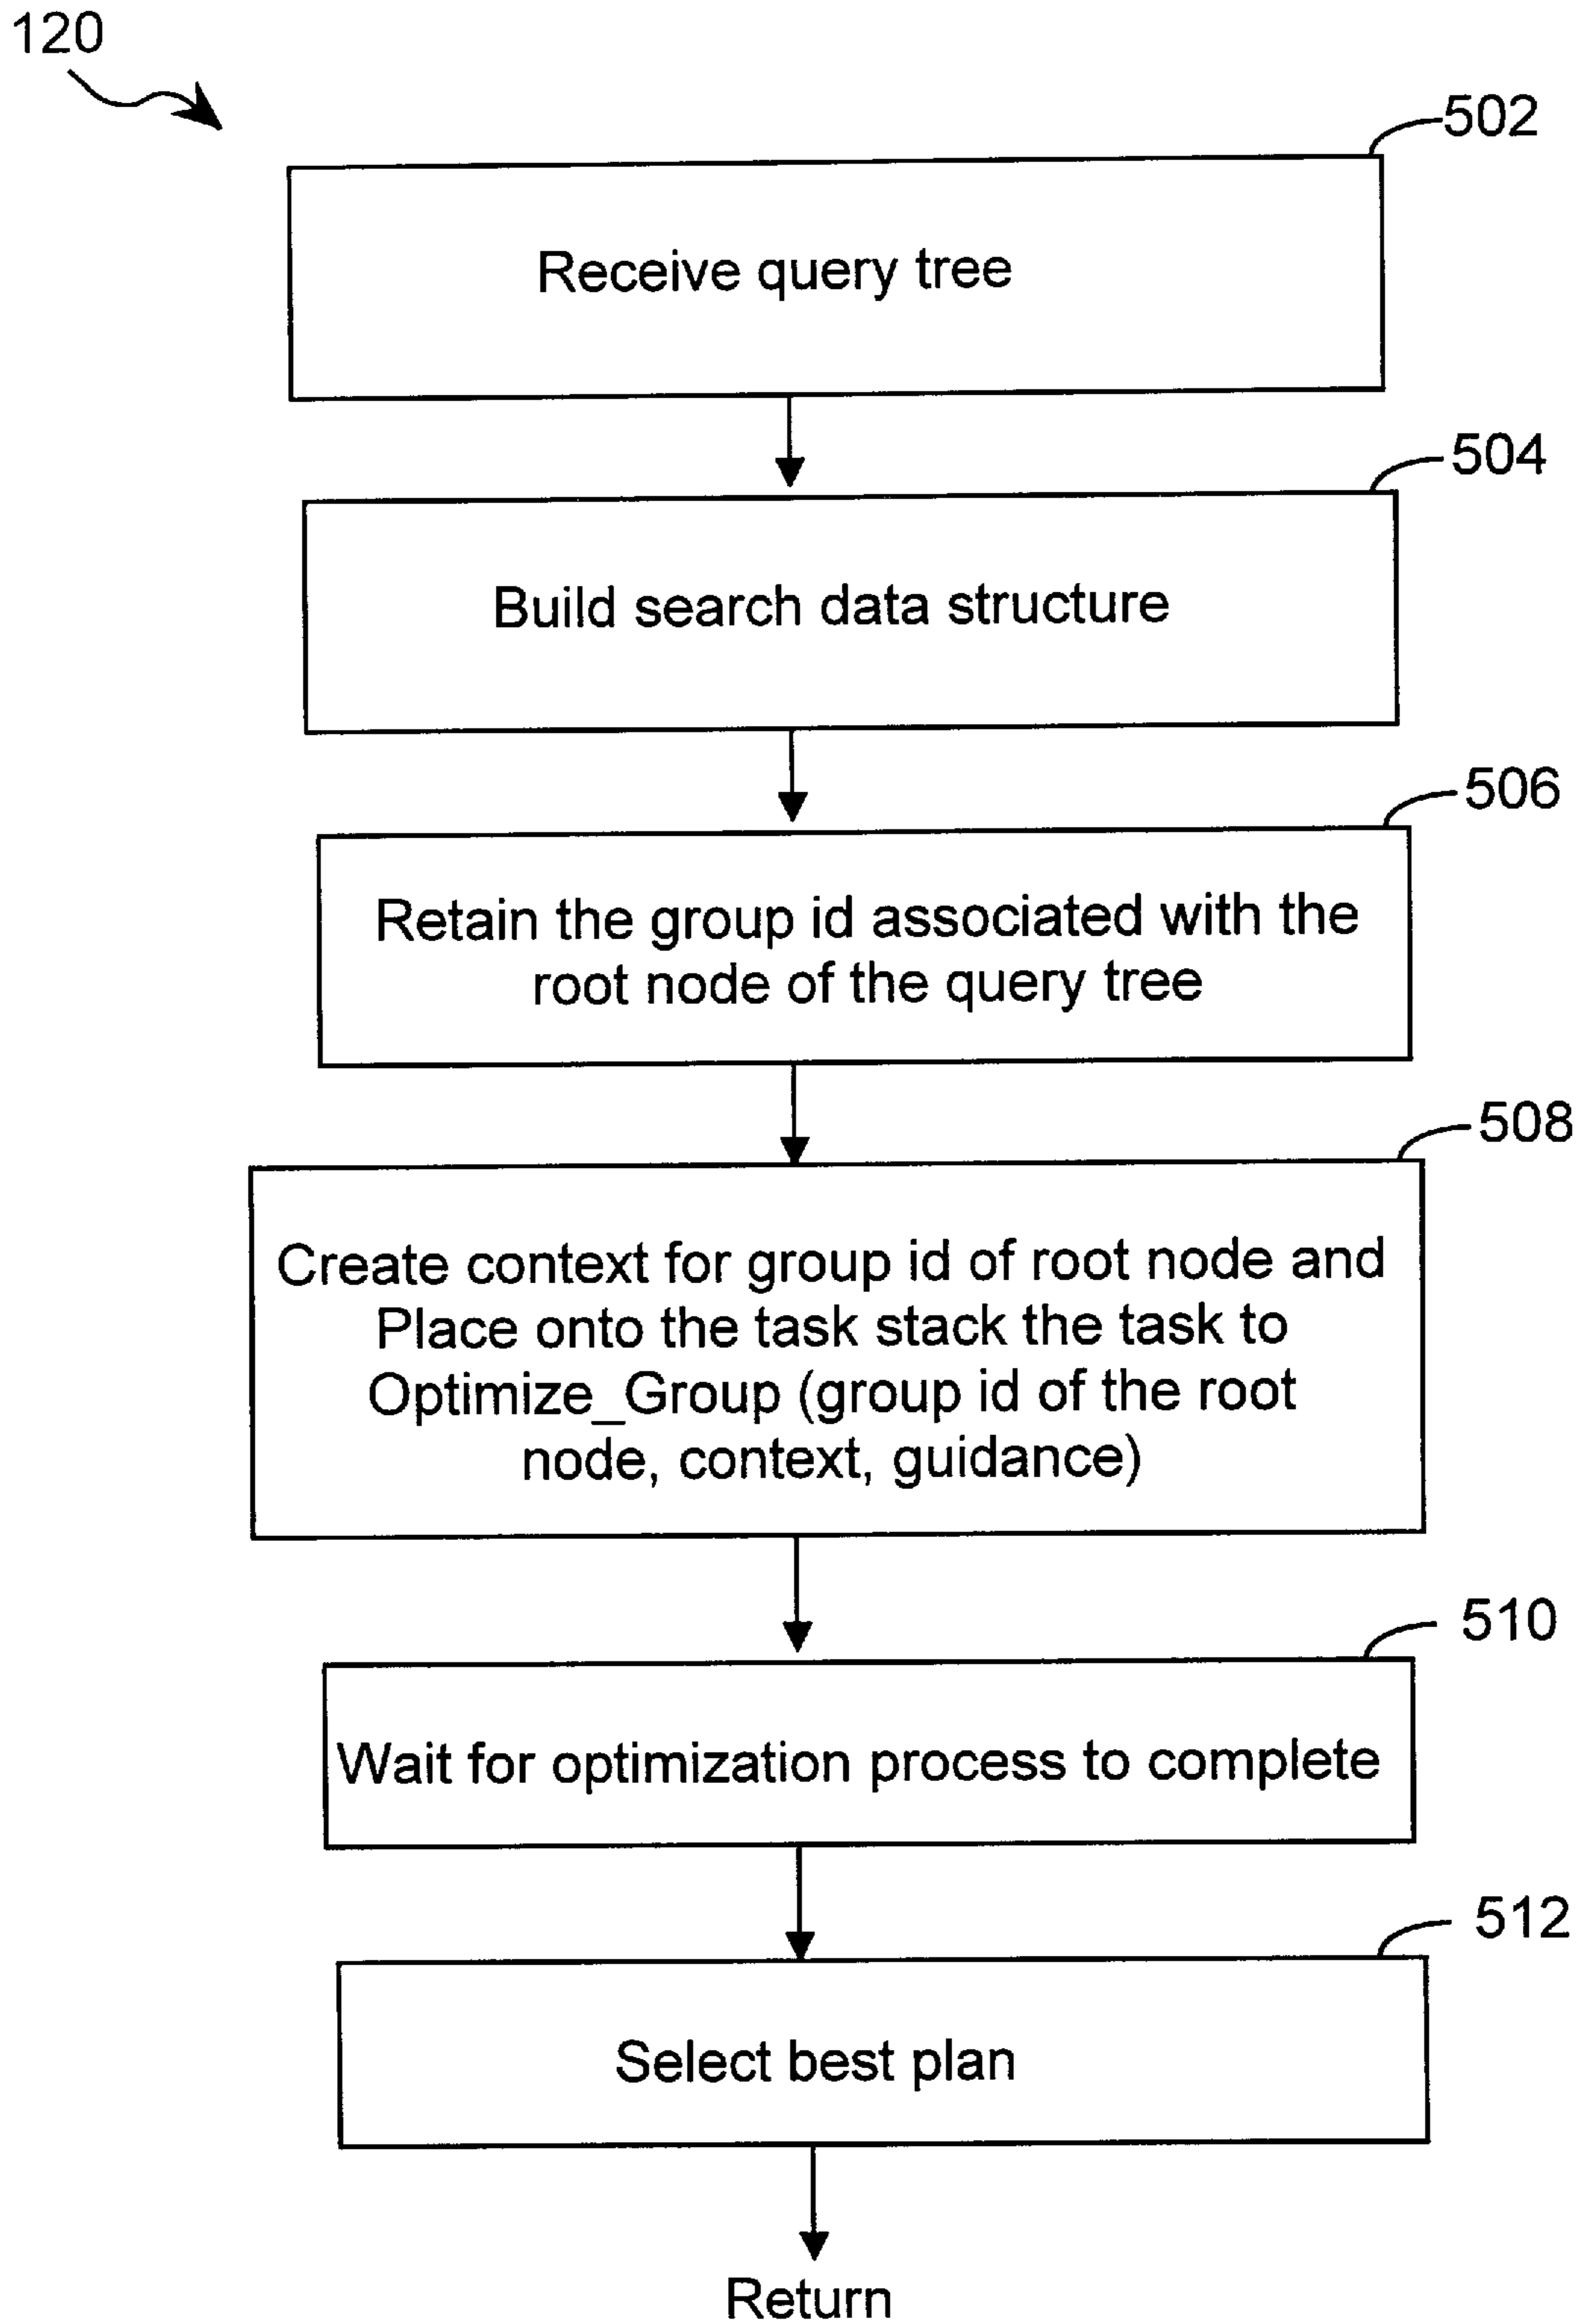 120
502
Receive query tree
504
Build search data structure
506
Retain the group id associated with the
root node of the query tree
508
Create context for group id of root node and
Place onto the task stack the task to
Optimize_Group (group id of the root
node, context, guidance)
510
Wait for optimization process to complete
512
Select best plan
Return